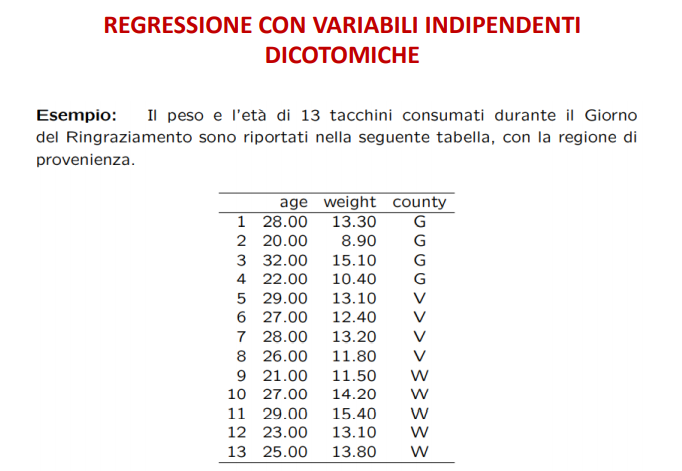 REGRESSIONE CON VARIABILI INDIPENDENTI
DICOTOMICHE
Esempio: Il peso e l'età di 13 tacchini consumati durante il Giorno
del Ringraziamento sono riportati nella seguente tabella, con la regione di
provenienza.
age weight county
1 28.00 13.30 G
2 20.00 8.90 G
3 32.00 15.10 G
4 22.00 10.40 G
5 29.00 13.10 V
6 27.00 12.40 V
7 28.00 13.20 V
8 26.00 11.80 V
9 21.00 11.50 W
10 27.00 14.20 W
11 29.00 15.40 W
12 23.00 13.10 W
13 25.00 13.80 W